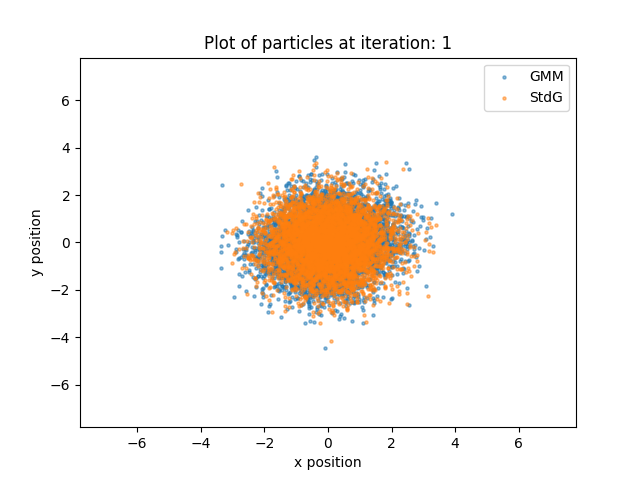 Plot of particles at iteration: 1
GMM
StdG
6
4
2
0
−2
−4
−6
y position
−6 −4 −2 0 2 4 6
x position